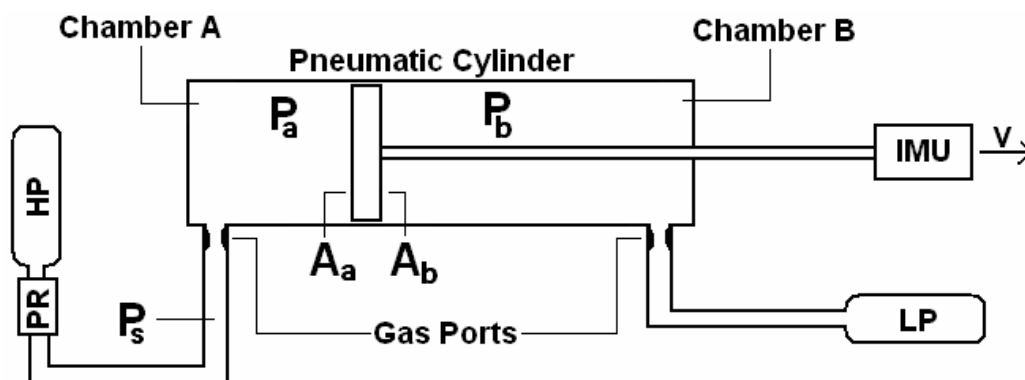 Chamber A
Chamber B
Pneumatic Cylinder
Pa
Pb
IMU
V
HP
Aa
Ab
PR
Ps
Gas Ports
LP